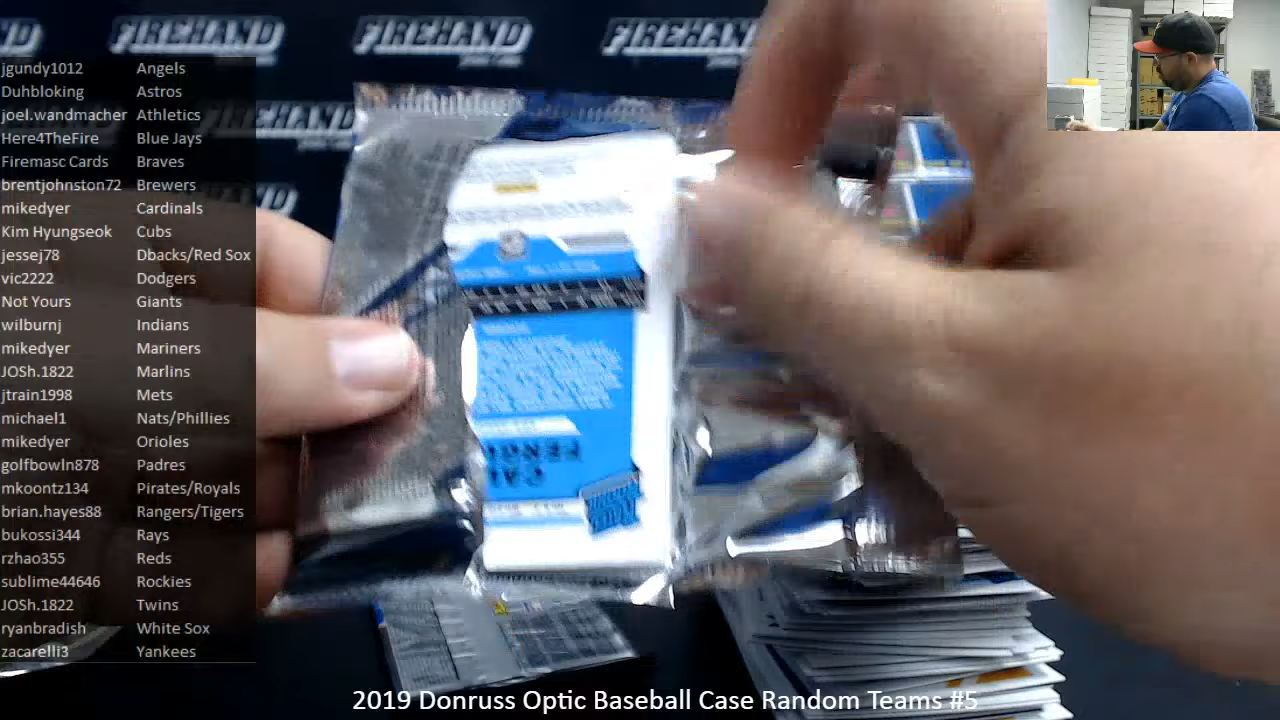 FIREHAND FIREHAND FIREHAND
FIREHAND
jgundy1012 Angels
Duhbloking Astros
joel.wandmacher Athletics
Here4TheFire Blue Jays
Firemasc Cards Braves
brentjohnston72 Brewers
mikedyer Cardinals
Kim Hyungseok Cubs
jessej78 Dbacks/Red Sox
vic2222 Dodgers
Not Yours Giants
wilburnj Indians
mikedyer Mariners
JOSh.1822 Marlins
jtrain1998 Mets
michael1 Nats/Phillies
mikedyer Orioles
golfbowln878 Padres
mkoontz134 Pirates/Royals
brian.hayes88 Rangers/Tigers
bukossi344 Rays
rzhao355 Reds
sublime44646 Rockies
JOSh.1822 Twins
ryanbradish White Sox
zacarelli3 Yankees
2019 Donruss Optic Baseball Case Random Teams #5